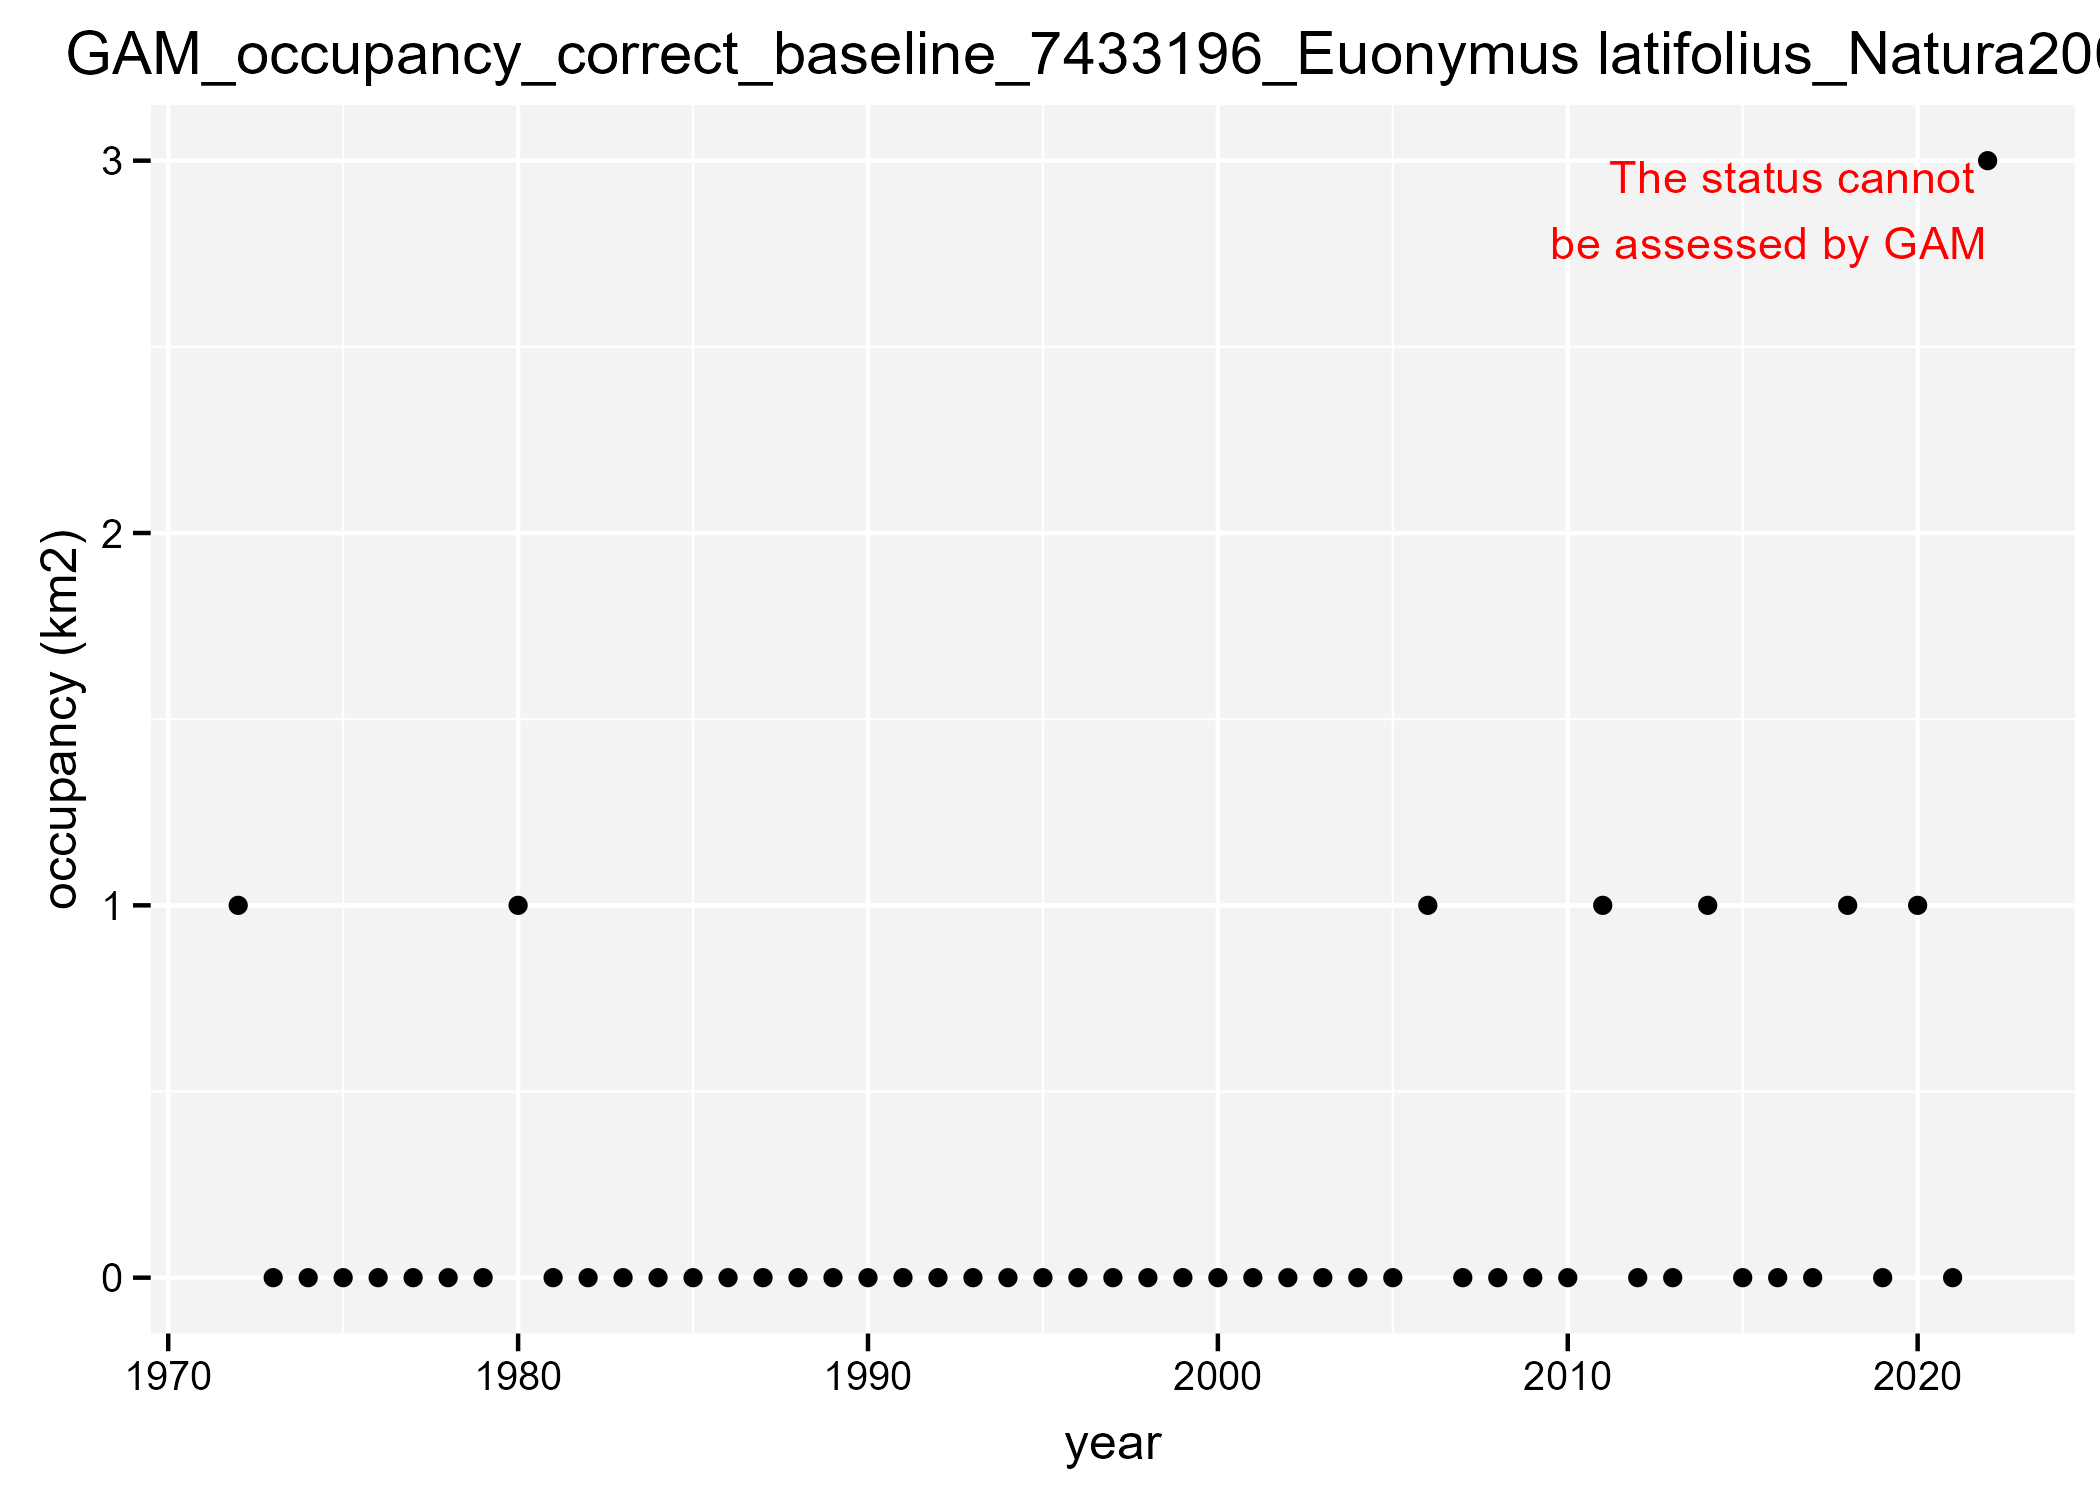 GAM_occupancy_correct_baseline_7433196_Euonymus latifolius_Natura20
3
The status cannot
be assessed by GAM
2
occupancy (km2)
1
0
1970 1980 1990 2000 2010 2020
year